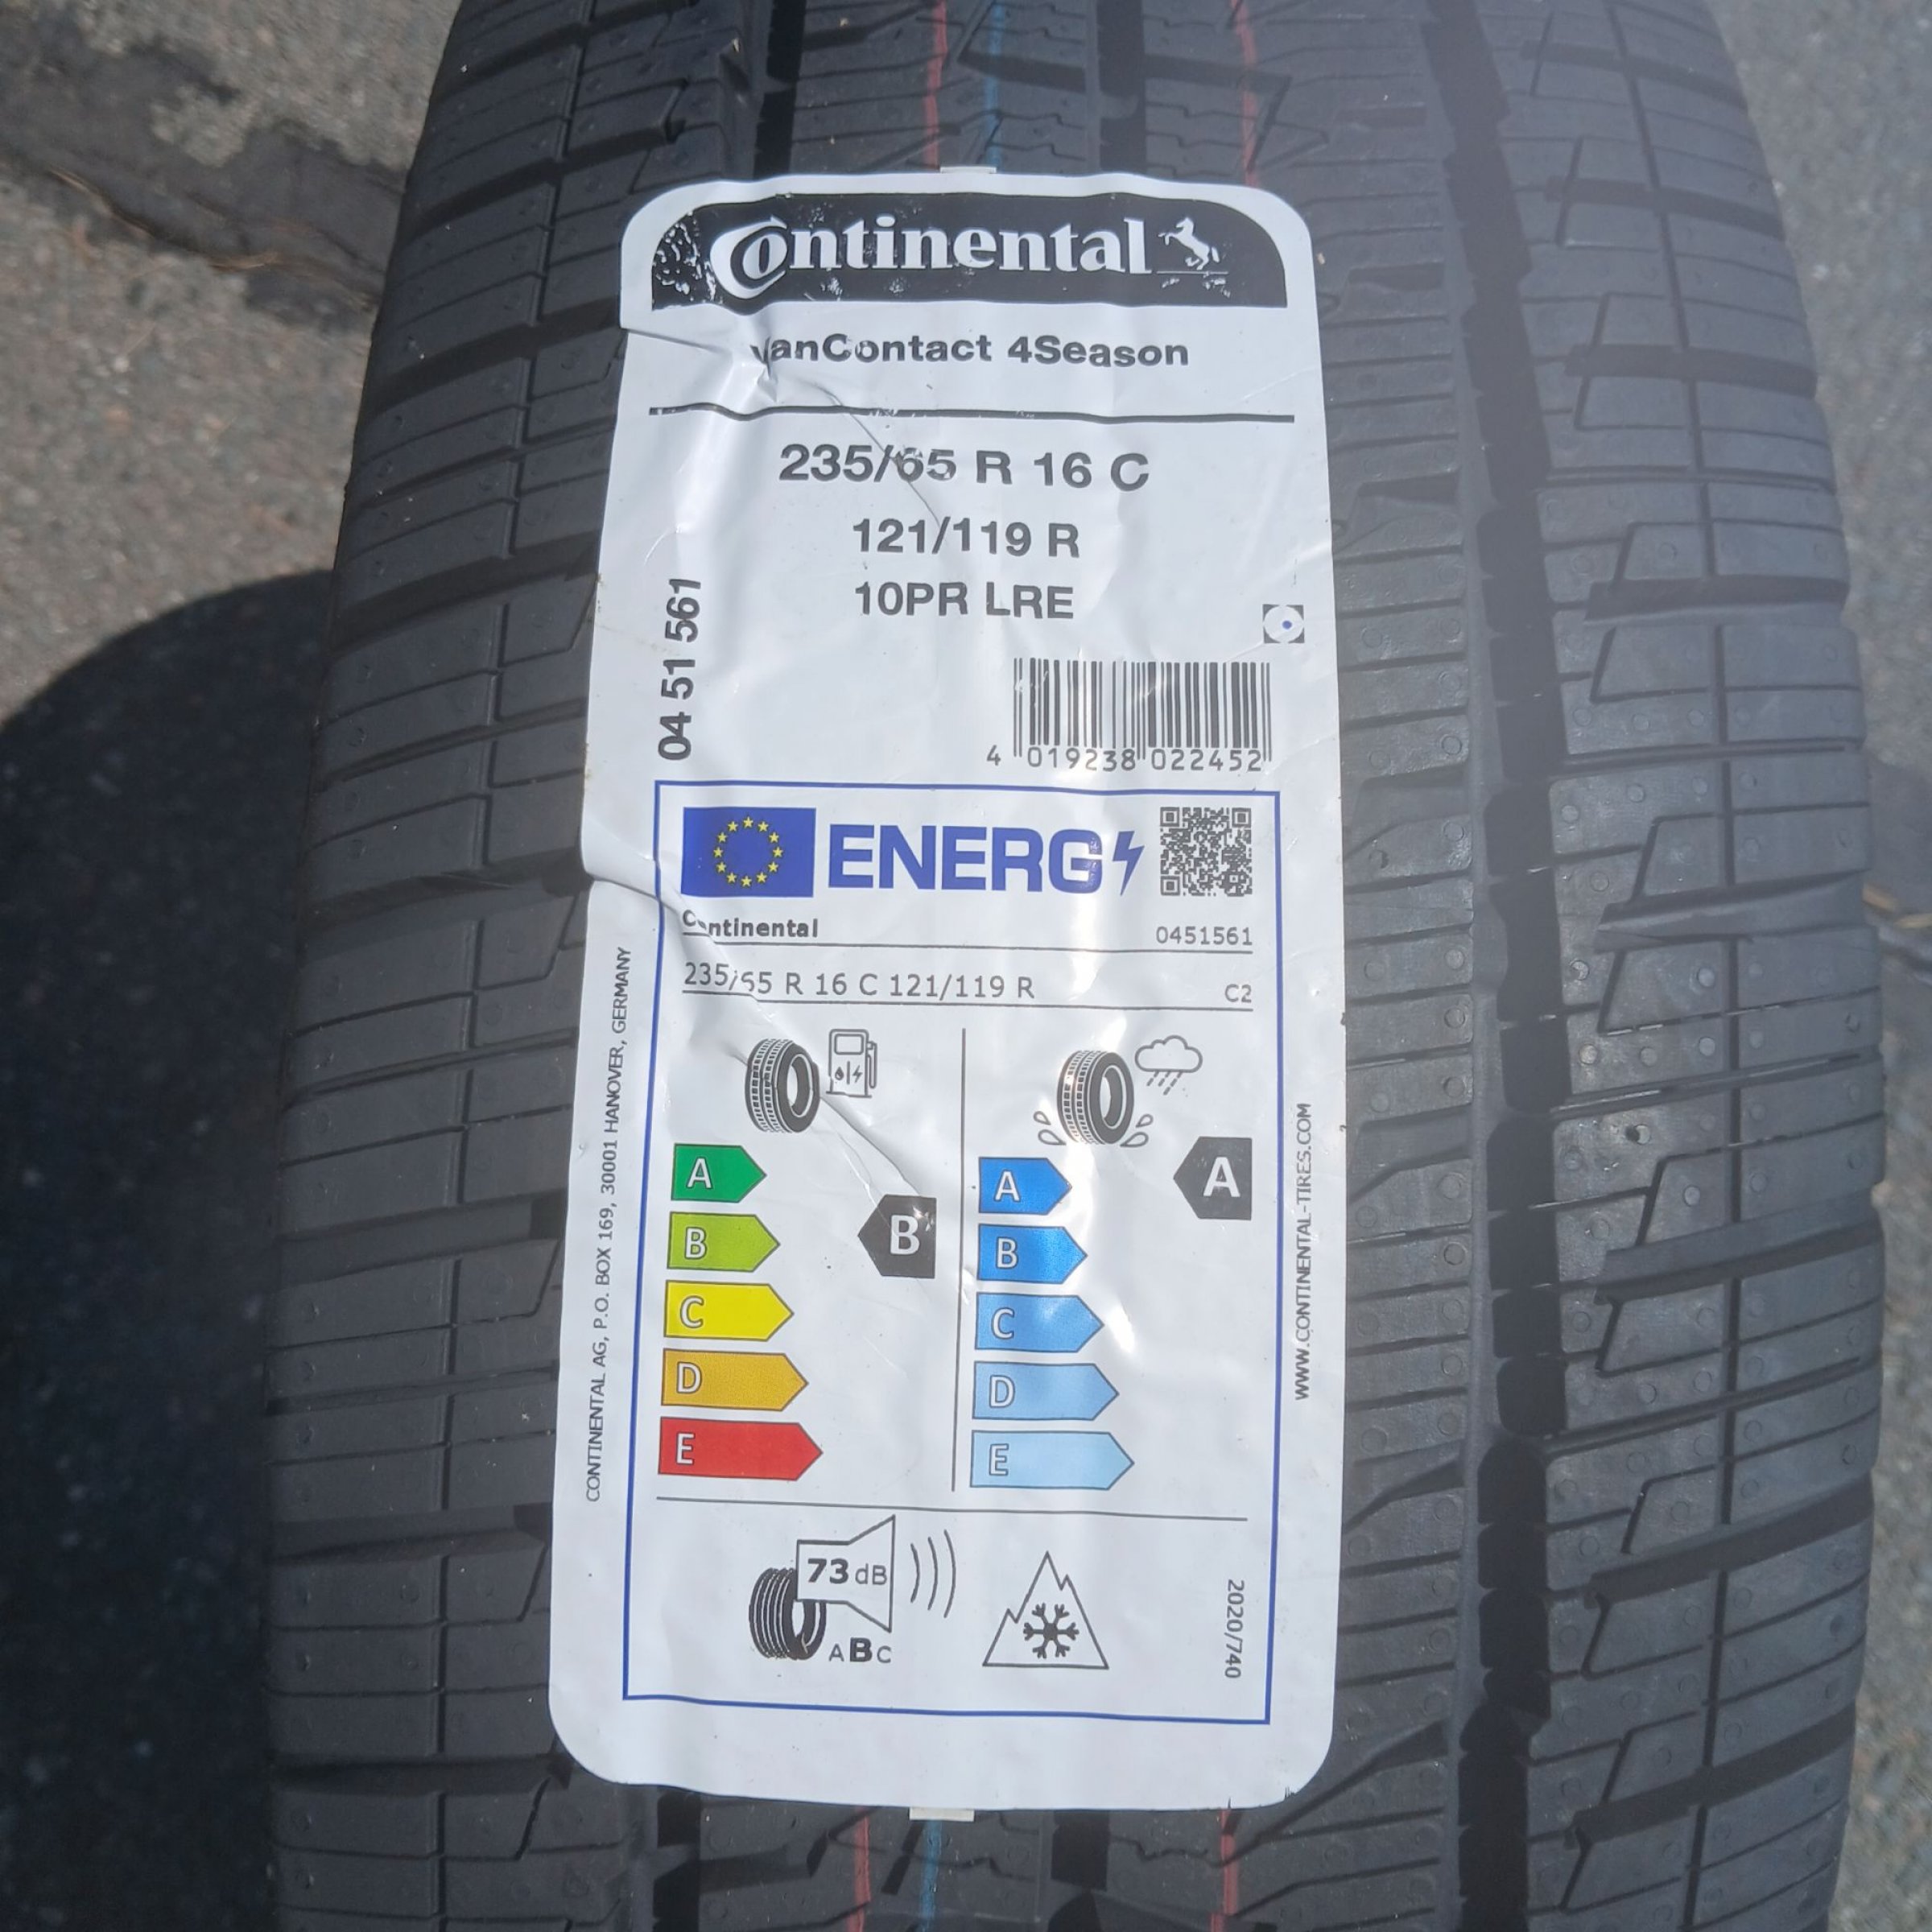 Continental
VanContact 4Season
235/65 R 16 C
121/119 R
10PR LRE
04 51 561
4 019238 022452
ENERG
Continental
0451561
235/65 R 16 C 121/119 R
C2
A
B
C
D
E
B
A
B
C
D
E
A
73 dB
ABC
2020/740
CONTINENTAL AG, P.O. BOX 169, 30001 HANOVER, GERMANY
WWW.CONTINENTAL-TIRES.COM